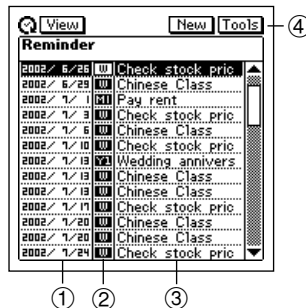 View New Tools ④
Reminder
2002/ 6/26 W Check stock pric
2002/ 6/29 W Chinese Class
2002/ 7/ 1 M1 Pay rent
2002/ 7/ 3 W Check stock pric
2002/ 7/ 6 W Chinese Class
2002/ 7/10 W Check stock pric
2002/ 7/13 Y1 Wedding annivers
2002/ 7/13 W Chinese Class
2002/ 7/13 W Chinese Class
2002/ 7/17 W Check stock pric
2002/ 7/20 W Chinese Class
2002/ 7/20 W Chinese Class
2002/ 7/24 W Check stock pric
① ② ③